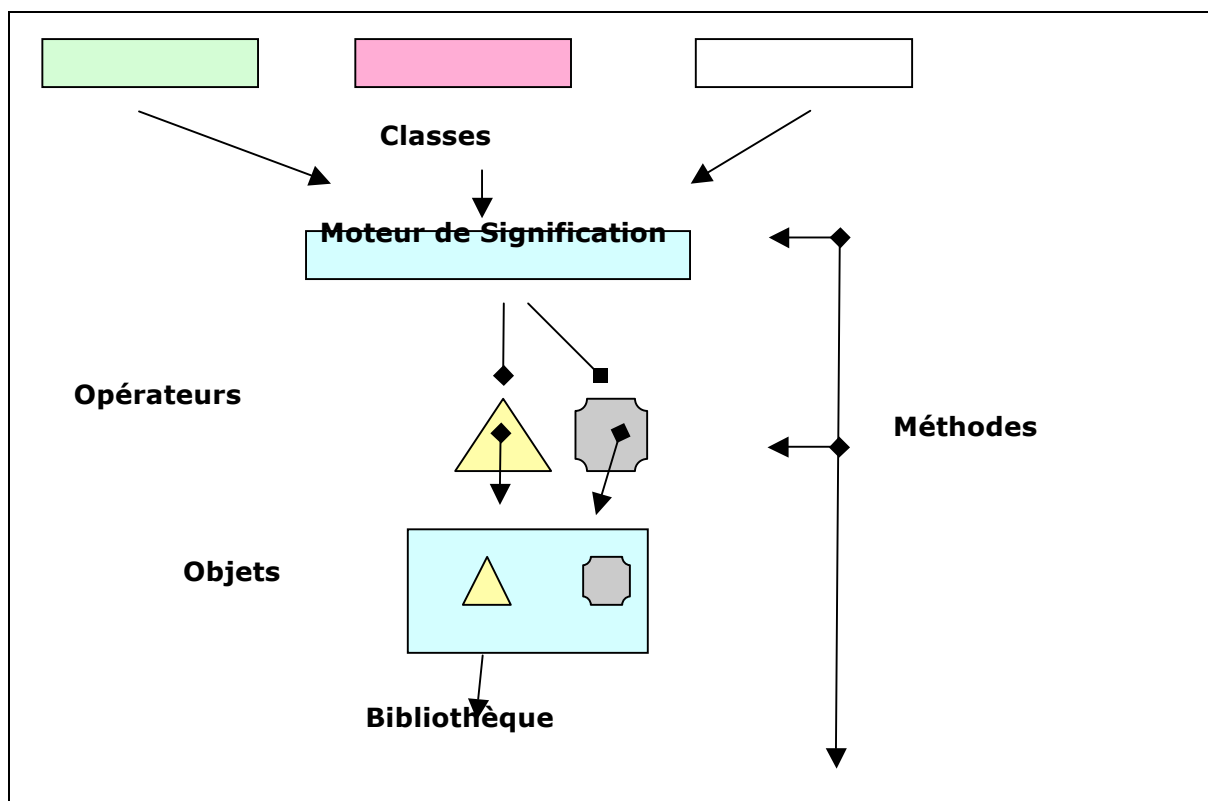 Classes
Moteur de Signification
Opérateurs
Méthodes
Objets
Bibliothèque